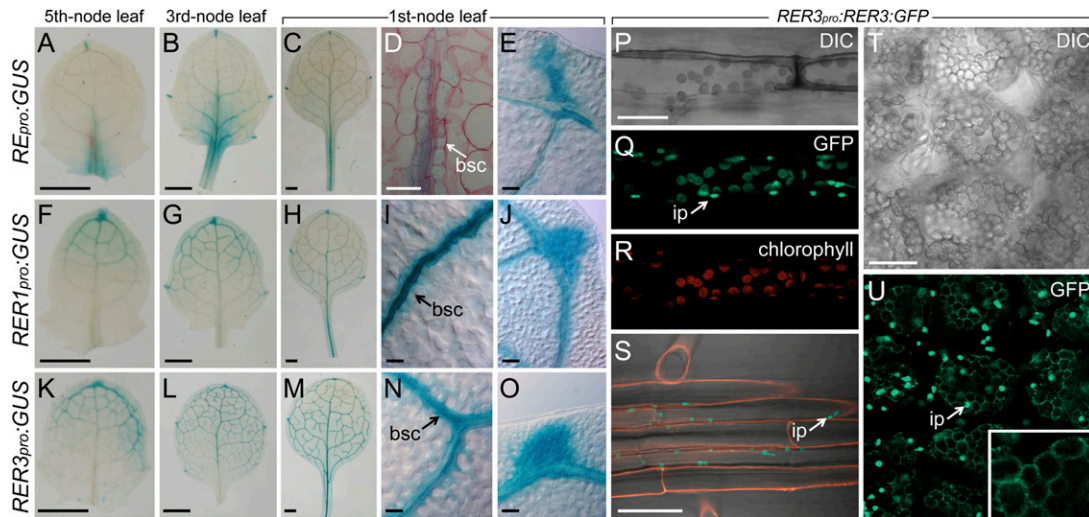 5th-node leaf 3rd-node leaf 1st-node leaf RER3pro:RER3:GFP
REpro:GUS
A B C D E
bsc
RER1pro:GUS
F G H I J
bsc
RER3pro:GUS
K L M N O
bsc
P DIC
Q GFP
ip
R chlorophyll
S
ip
T DIC
U GFP
ip